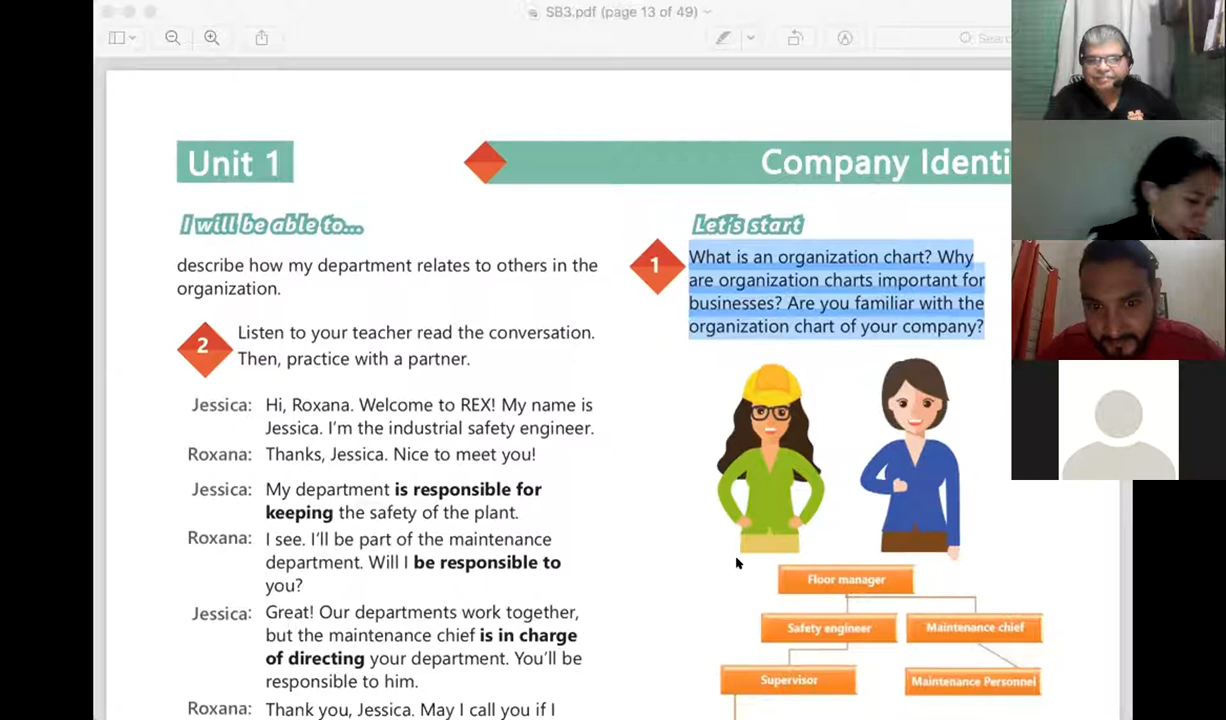 SB3.pdf (page 13 of 49)
Unit 1
Company Identi
I will be able to...
describe how my department relates to others in the
organization.
2
Listen to your teacher read the conversation.
Then, practice with a partner.
Jessica: Hi, Roxana. Welcome to REX! My name is
Jessica. I'm the industrial safety engineer.
Roxana: Thanks, Jessica. Nice to meet you!
Jessica: My department is responsible for
keeping the safety of the plant.
Roxana: I see. I'll be part of the maintenance
department. Will I be responsible to
you?
Jessica: Great! Our departments work together,
but the maintenance chief is in charge
of directing your department. You'll be
responsible to him.
Roxana: Thank you, Jessica. May I call you if I
Let's start
1
What is an organization chart? Why
are organization charts important for
businesses? Are you familiar with the
organization chart of your company?
Floor manager
Safety engineer
Maintenance chief
Supervisor
Maintenance Personnel